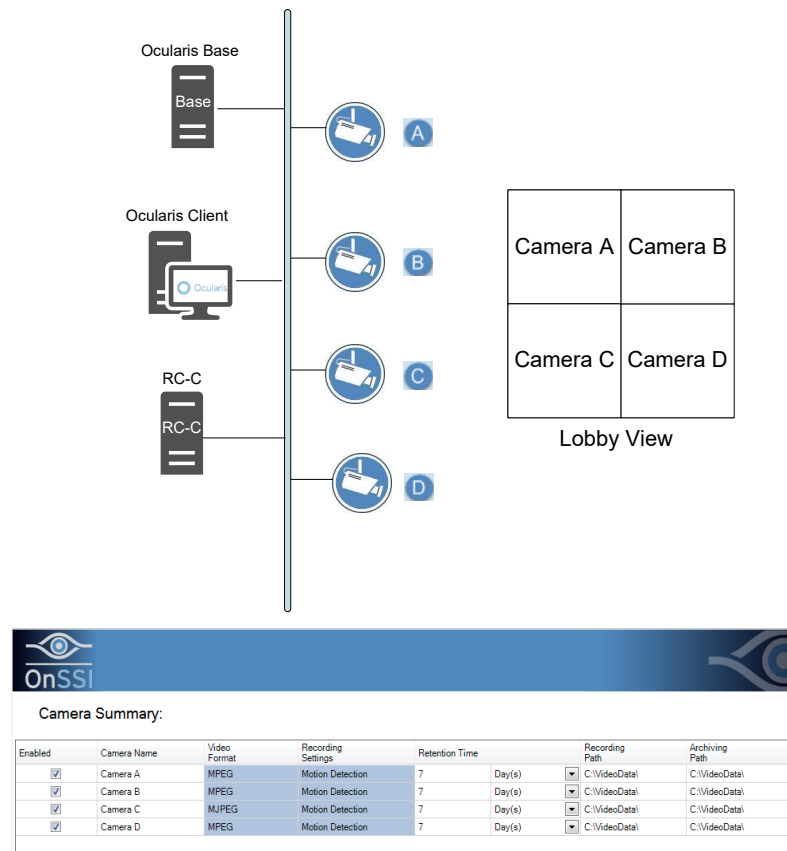 Ocularis Base
Base
A
Ocularis Client
Ocularis
B
Camera A Camera B
RC-C
RC-C
C
Camera C Camera D
Lobby View
D
OnSSI
Camera Summary:
Enabled Camera Name Video Format Recording Settings Retention Time Recording Path Archiving Path
Camera A MPEG Motion Detection 7 Day(s) C:\VideoData\ C:\VideoData\
Camera B MPEG Motion Detection 7 Day(s) C:\VideoData\ C:\VideoData\
Camera C MJPEG Motion Detection 7 Day(s) C:\VideoData\ C:\VideoData\
Camera D MPEG Motion Detection 7 Day(s) C:\VideoData\ C:\VideoData\